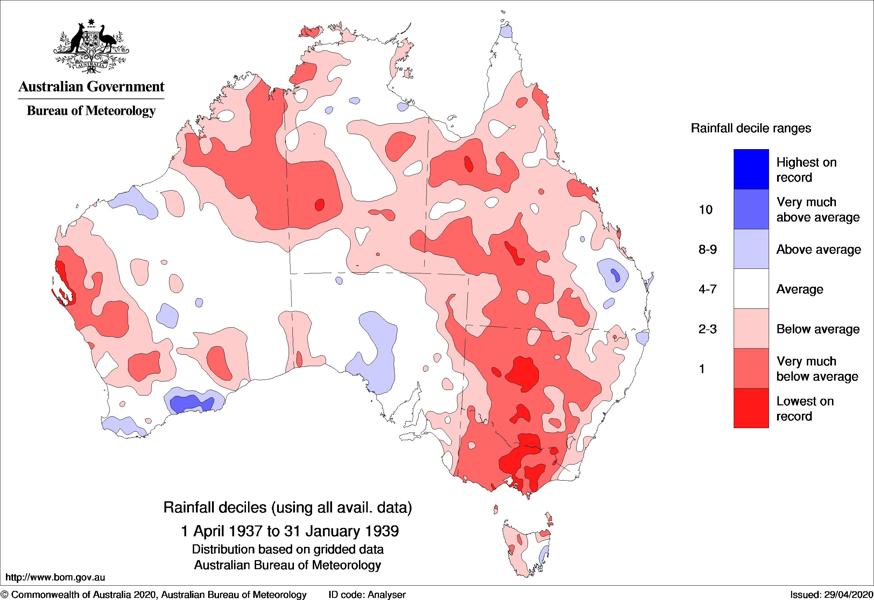 Australian Government
Bureau of Meteorology
Rainfall decile ranges
Highest on
record
10
Very much
above average
8-9
Above average
4-7
Average
2-3
Below average
1
Very much
below average
Lowest on
record
Rainfall deciles (using all avail. data)
1 April 1937 to 31 January 1939
Distribution based on gridded data
Australian Bureau of Meteorology
http://www.bom.gov.au
© Commonwealth of Australia 2020, Australian Bureau of Meteorology
ID code: Analyser
Issued: 29/04/2020